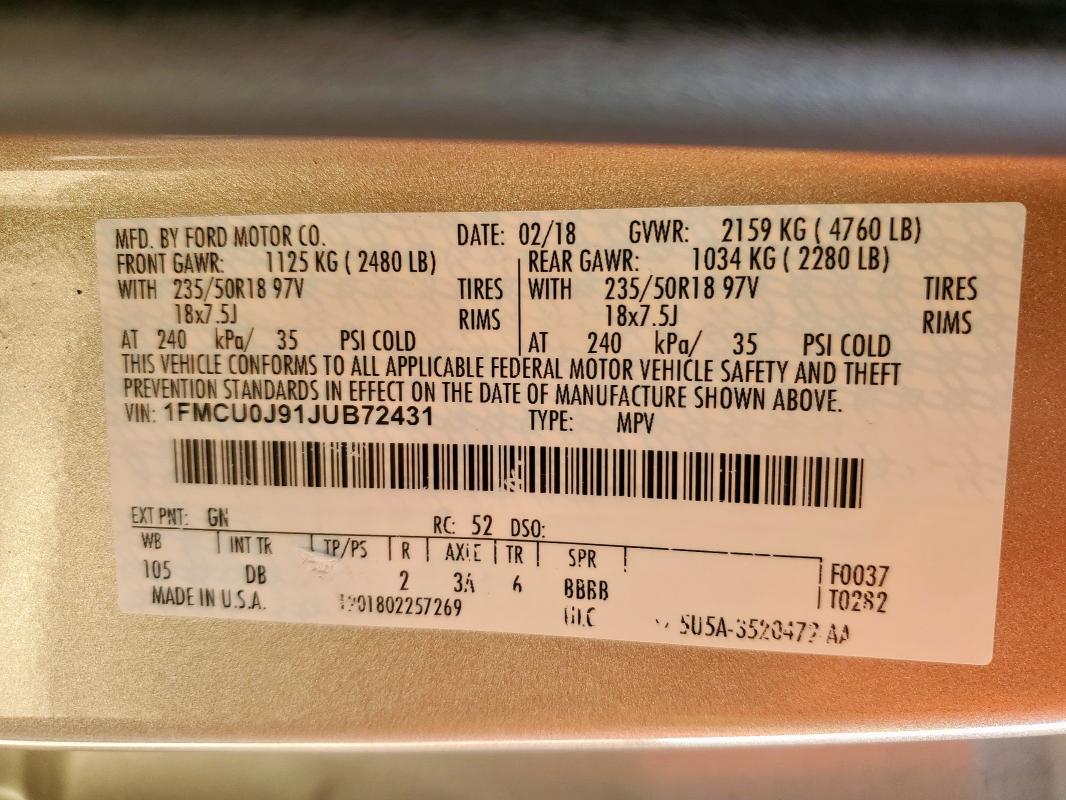 MFD. BY FORD MOTOR CO. DATE: 02/18 GVWR: 2159 KG ( 4760 LB)
FRONT GAWR: 1125 KG ( 2480 LB) REAR GAWR: 1034 KG ( 2280 LB)
WITH 235/50R18 97V TIRES WITH 235/50R18 97V TIRES
18x7.5J RIMS 18x7.5J RIMS
AT 240 kPa/ 35 PSI COLD AT 240 kPa/ 35 PSI COLD
THIS VEHICLE CONFORMS TO ALL APPLICABLE FEDERAL MOTOR VEHICLE SAFETY AND THEFT
PREVENTION STANDARDS IN EFFECT ON THE DATE OF MANUFACTURE SHOWN ABOVE.
VIN: 1FMCU0J91JUB72431 TYPE: MPV
EXT PNT: GN RC: 52 DSO:
WB INT TR TP/PS R AXLE TR SPR
105 DB 2 3A 6 BBBB F0037
T0282
MADE IN U.S.A.